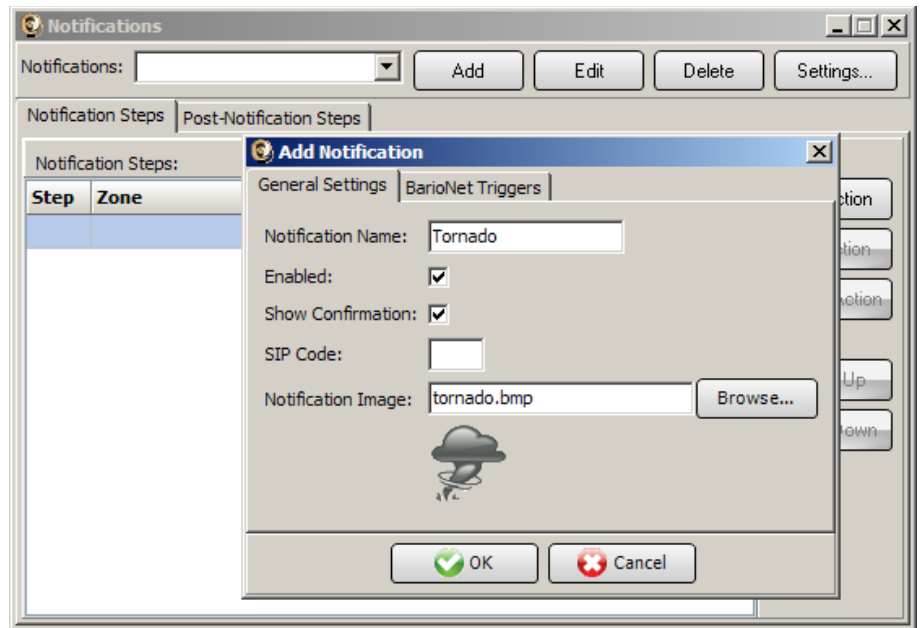 Notifications
Notifications:
Add
Edit
Delete
Settings...
Notification Steps
Post-Notification Steps
Notification Steps:
Step
Zone
Add Notification
General Settings
BarioNet Triggers
Notification Name:
Tornado
Enabled:
Show Confirmation:
SIP Code:
Notification Image:
tornado.bmp
Browse...
OK
Cancel
Up